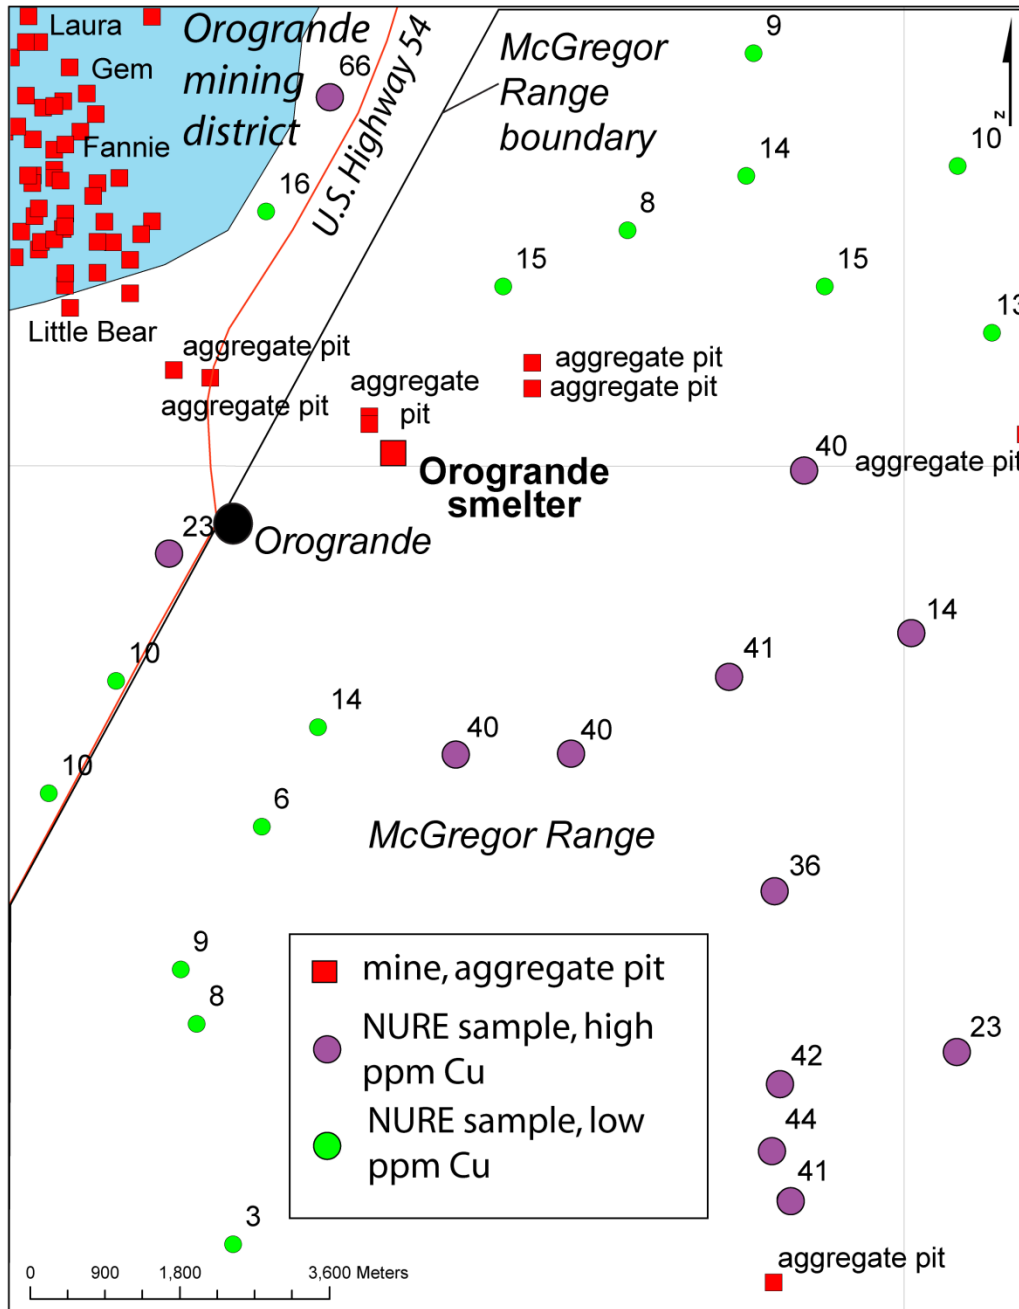 Laura
Orogrande
mining
district
Gem
Fannie
66
U.S. Highway 54
McGregor
Range
boundary
9
z
14
10
16
8
15
15
13
Little Bear
aggregate pit
aggregate pit
aggregate
pit
aggregate pit
aggregate pit
Orogrande
smelter
40
aggregate pit
23
Orogrande
14
10
41
14
40
40
10
6
McGregor Range
36
9
8
mine, aggregate pit
NURE sample, high
ppm Cu
NURE sample, low
ppm Cu
23
42
44
41
3
aggregate pit
0 900 1,800 3,600 Meters